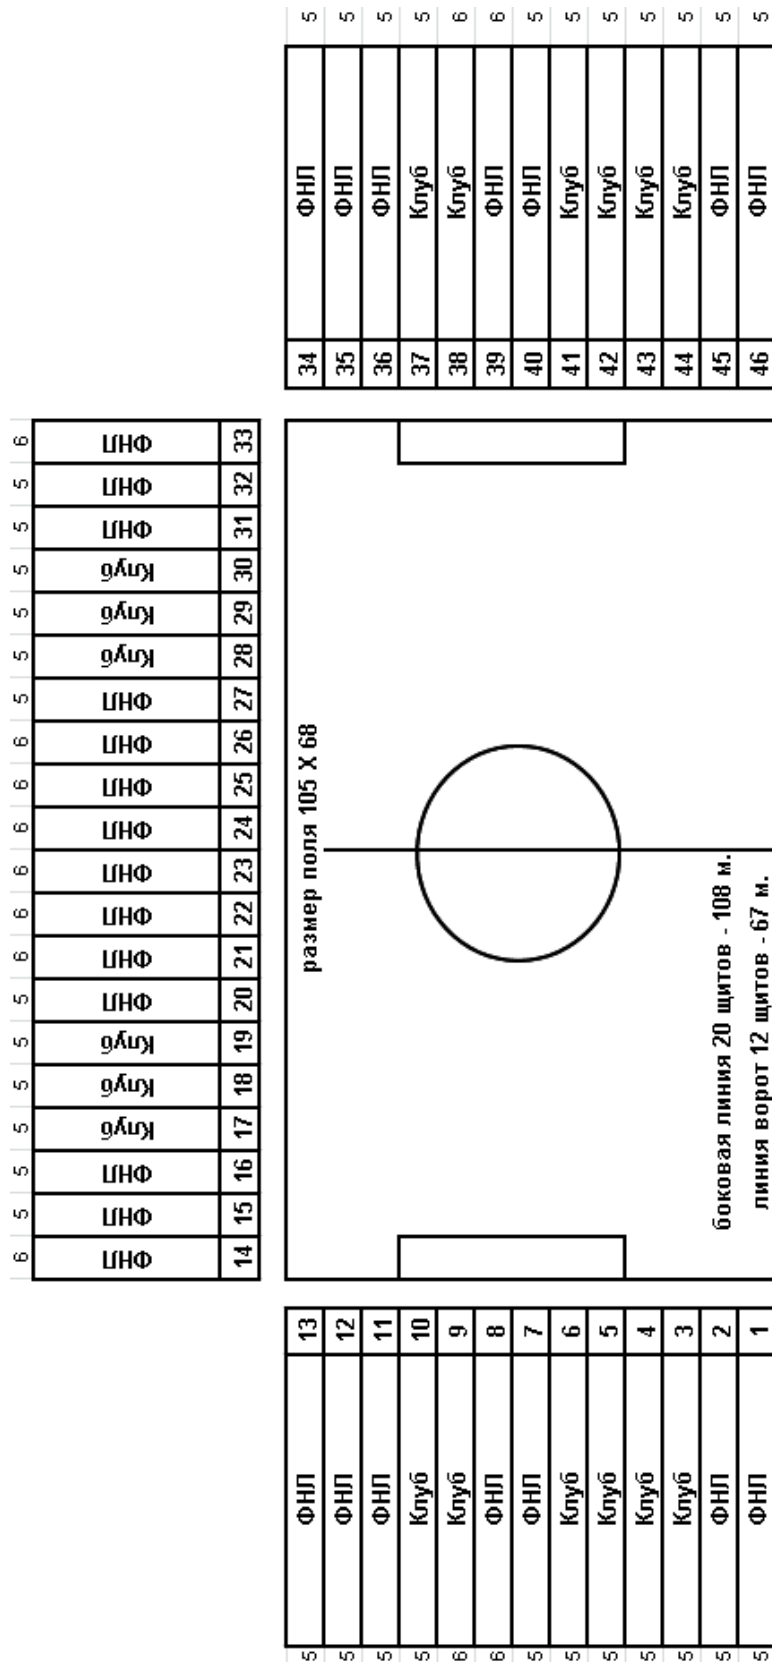 6 5 5 5 5 5 5 6 6 6 6 6 6 5 5 5 5 5 5 6
ФНЛ ФНЛ ФНЛ Клуб Клуб Клуб ФНЛ ФНЛ ФНЛ ФНЛ ФНЛ ФНЛ ФНЛ ФНЛ Клуб Клуб Клуб ФНЛ ФНЛ ФНЛ
14 15 16 17 18 19 20 21 22 23 24 25 26 27 28 29 30 31 32 33
5 ФНЛ 13 размер поля 105 X 68 34 ФНЛ 5
5 ФНЛ 12 35 ФНЛ 5
5 ФНЛ 11 36 ФНЛ 5
5 Клуб 10 37 Клуб 5
6 Клуб 9 38 Клуб 6
6 ФНЛ 8 39 ФНЛ 6
5 ФНЛ 7 40 ФНЛ 5
5 Клуб 6 41 Клуб 5
5 Клуб 5 42 Клуб 5
5 Клуб 4 43 Клуб 5
5 Клуб 3 44 Клуб 5
5 ФНЛ 2 боковая линия 20 щитов - 108 м. 45 ФНЛ 5
5 ФНЛ 1 линия ворот 12 щитов - 67 м. 46 ФНЛ 5